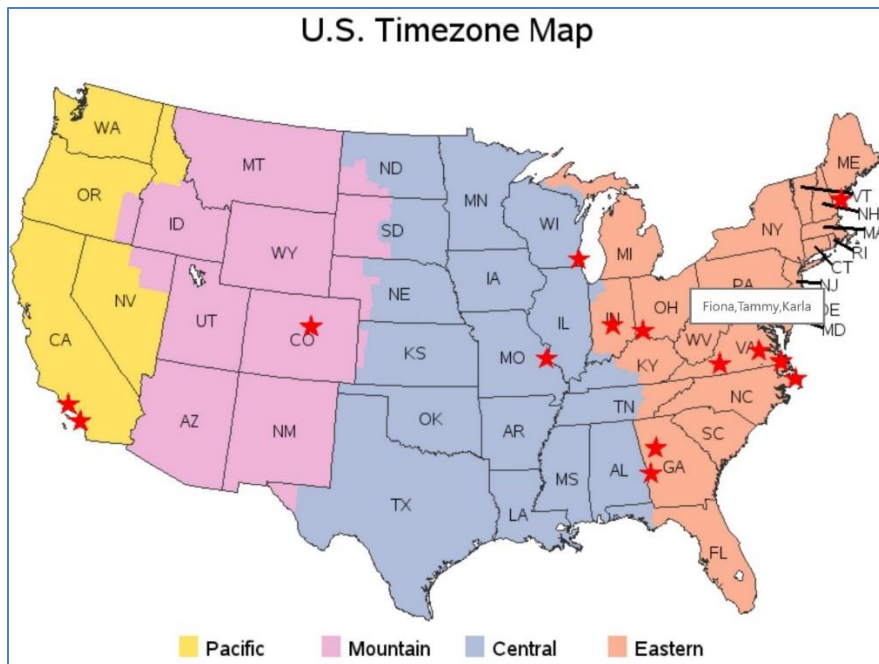 U.S. Timezone Map
WA
MT
ND
ME
OR
MN
VT
ID
WI
NH
SD
NY
MA
WY
MI
RI
CT
IA
PA
NJ
NE
NV
Fiona,Tammy,Karla
DE
UT
IL
IN
OH
MD
CA
CO
WV
VA
KS
MO
KY
NC
TN
AZ
NM
OK
AR
SC
MS
AL
GA
TX
LA
FL
Pacific
Mountain
Central
Eastern